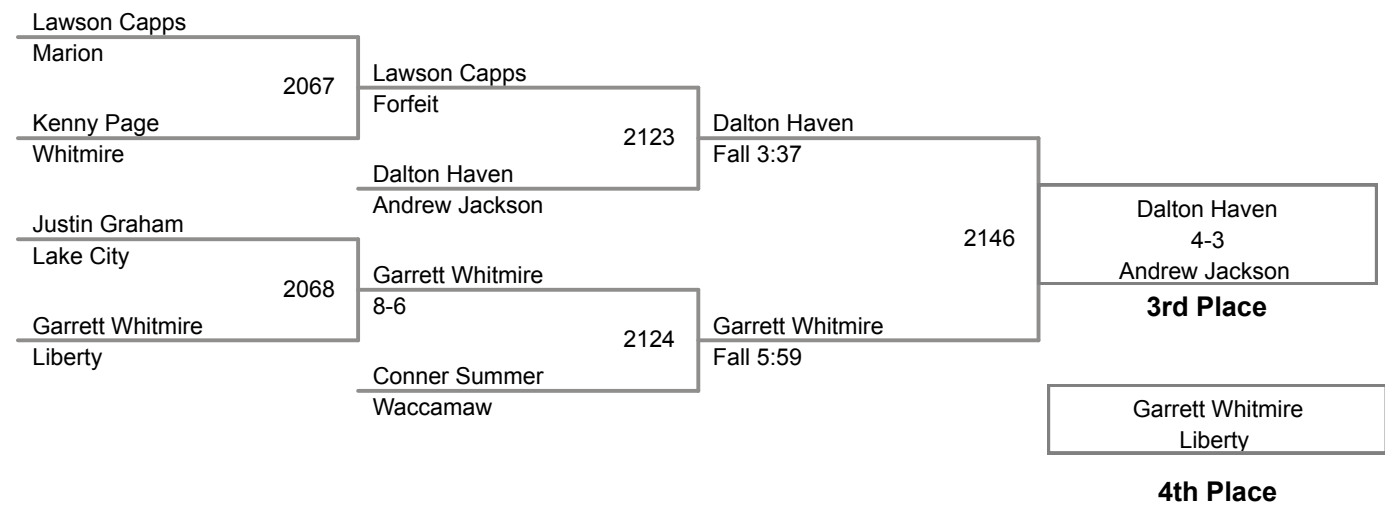 Lawson Capps
Marion
2067
Kenny Page
Whitmire
Justin Graham
Lake City
2068
Garrett Whitmire
Liberty
Lawson Capps
Forfeit
2123
Dalton Haven
Andrew Jackson
Garrett Whitmire
8-6
2124
Conner Summer
Waccamaw
Dalton Haven
Fall 3:37
2146
Garrett Whitmire
Fall 5:59
Dalton Haven
4-3
Andrew Jackson
3rd Place
Garrett Whitmire
Liberty
4th Place